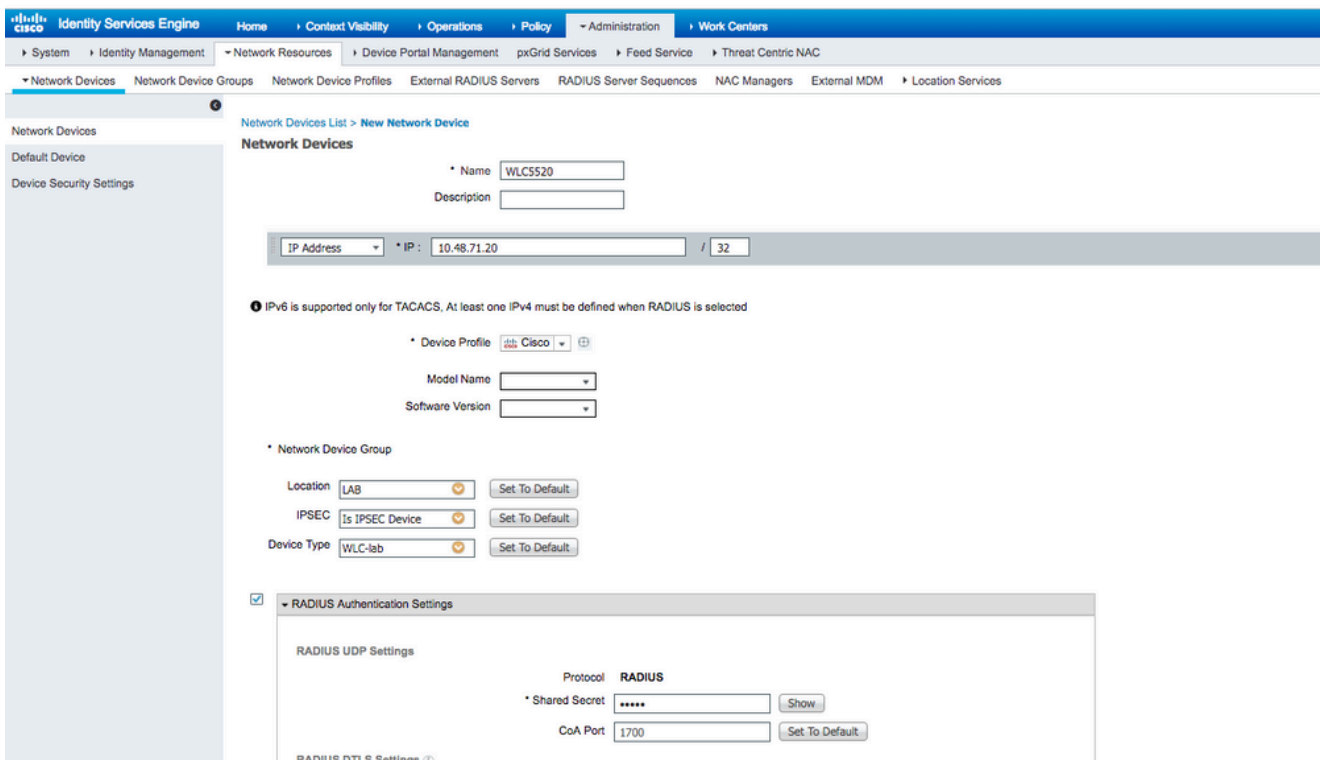 CISCO Identity Services Engine Home Context Visibility Operations Policy Administration Work Centers
System Identity Management Network Resources Device Portal Management pxGrid Services Feed Service Threat Centric NAC
Network Devices Network Device Groups Network Device Profiles External RADIUS Servers RADIUS Server Sequences NAC Managers External MDM Location Services
Network Devices
Default Device
Device Security Settings
Network Devices List > New Network Device
Network Devices
* Name WLC5520
Description
IP Address * IP : 10.48.71.20 / 32
IPv6 is supported only for TACACS, At least one IPv4 must be defined when RADIUS is selected
* Device Profile Cisco
Model Name
Software Version
* Network Device Group
Location LAB Set To Default
IPSEC Is IPSEC Device Set To Default
Device Type WLC-lab Set To Default
RADIUS Authentication Settings
RADIUS UDP Settings
Protocol RADIUS
* Shared Secret ••••• Show
CoA Port 1700 Set To Default
RADIUS DTLS Settings